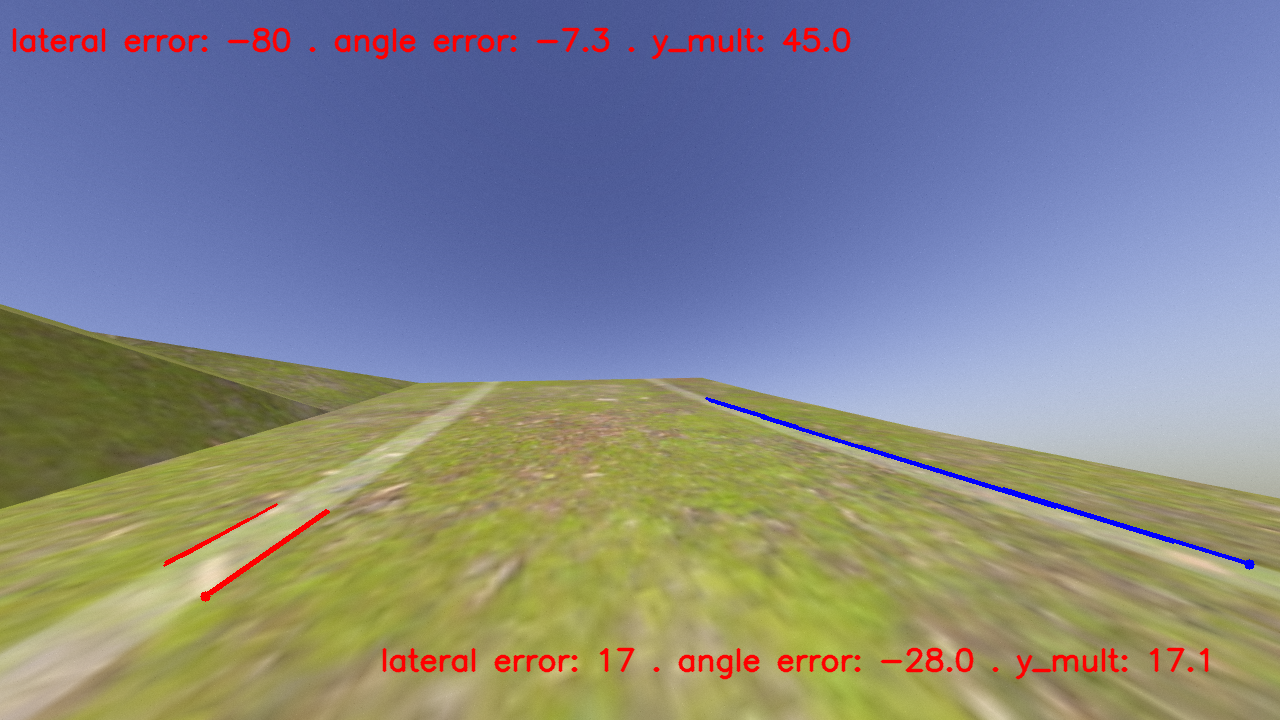 lateral error: -80 . angle error: -7.3 . y_mult: 45.0
lateral error: 17 . angle error: -28.0 . y_mult: 17.1